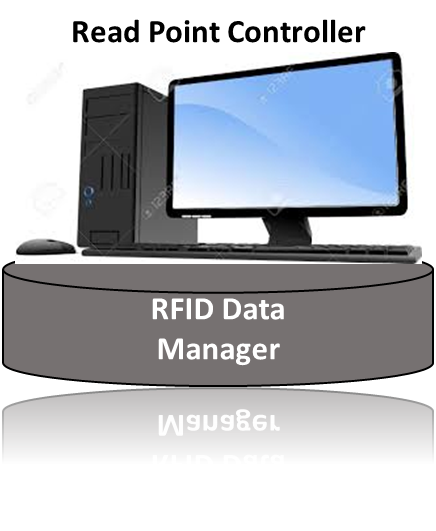 Read Point Controller
RFID Data
Manager